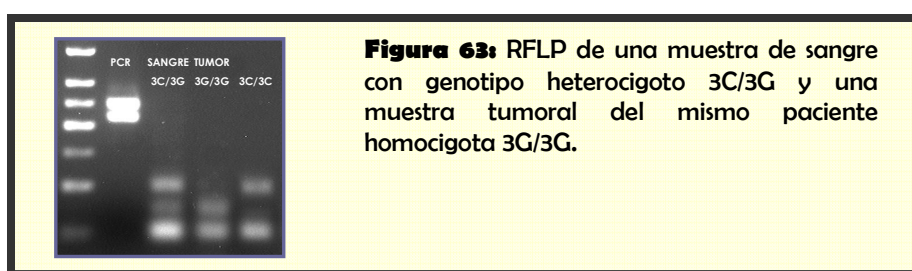 PCR SANGRE TUMOR
3C/3G 3G/3G 3C/3C
Figura 63: RFLP de una muestra de sangre
con genotipo heterocigoto 3C/3G y una
muestra tumoral del mismo paciente
homocigota 3G/3G.